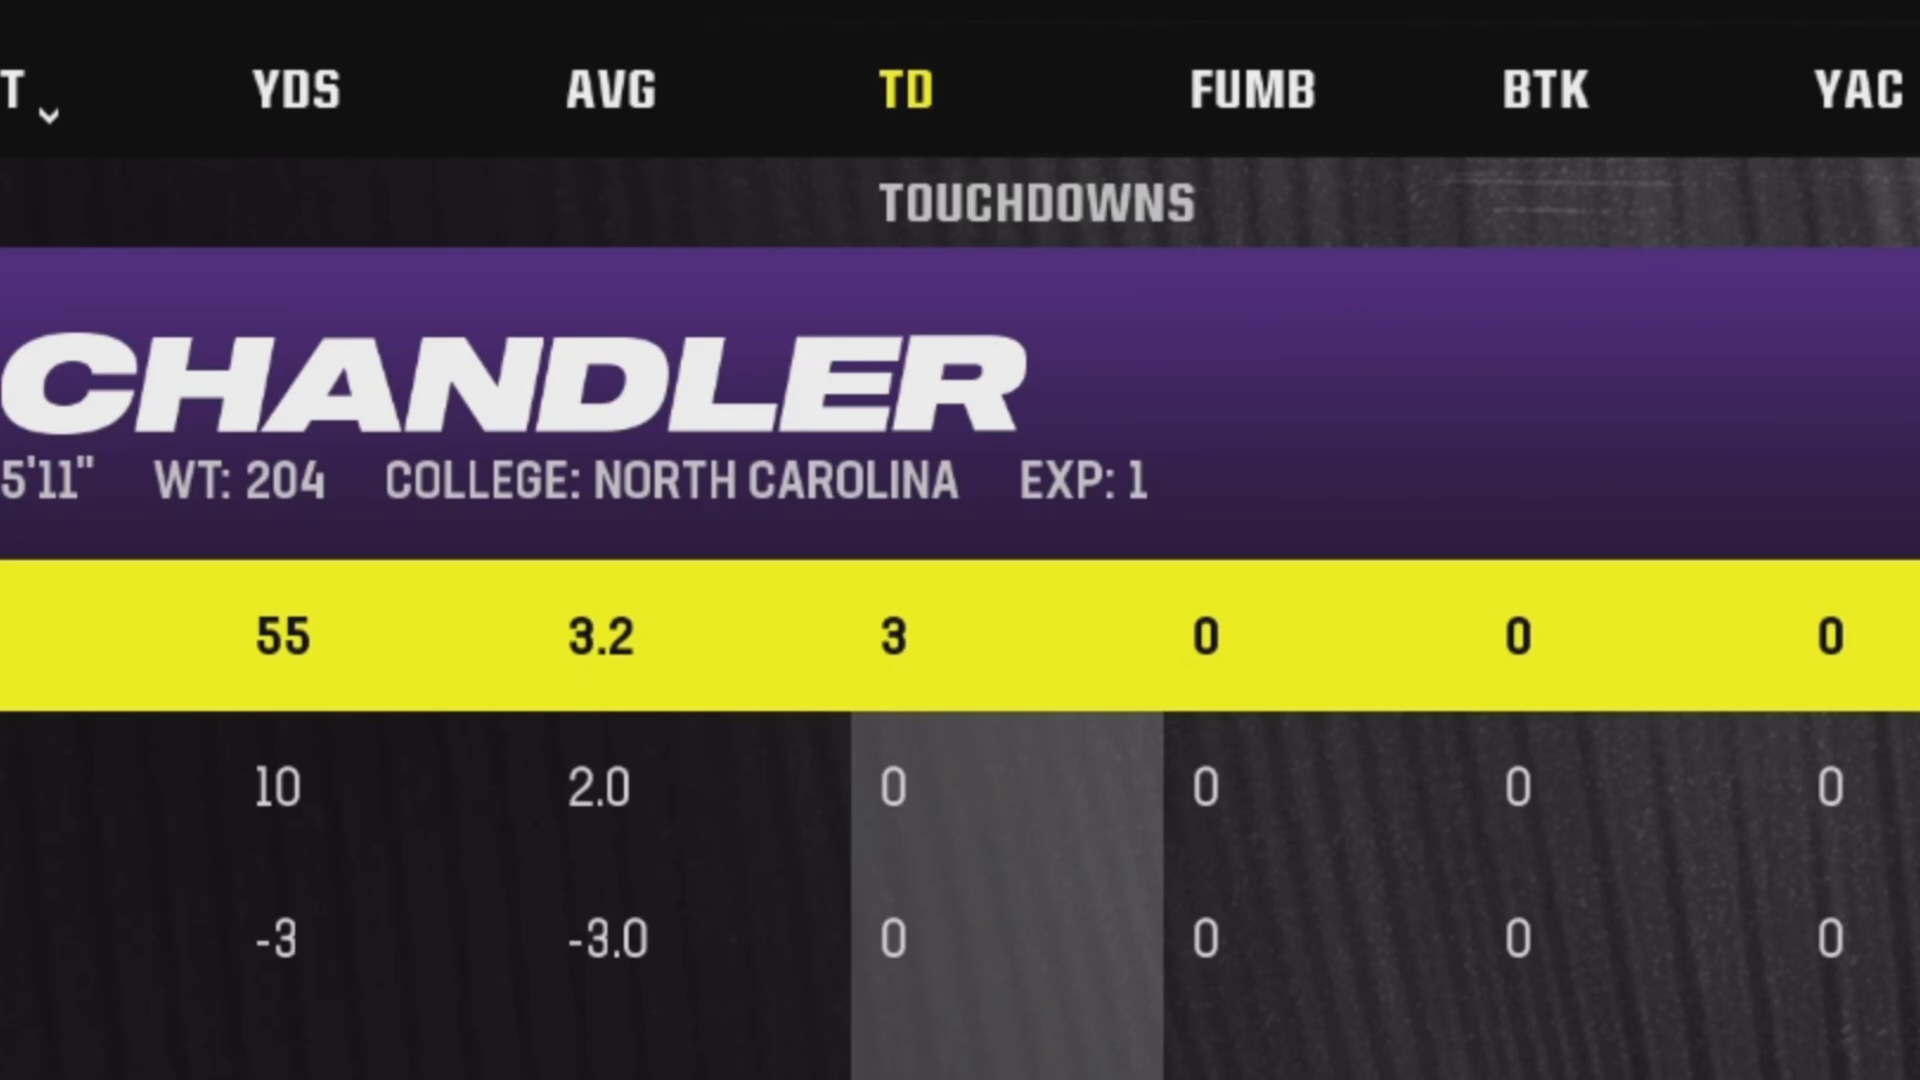 T YDS AVG TD FUMB BTK YAC
TOUCHDOWNS
CHANDLER
5'11" WT: 204 COLLEGE: NORTH CAROLINA EXP: 1
55 3.2 3 0 0 0
10 2.0 0 0 0 0
-3 -3.0 0 0 0 0